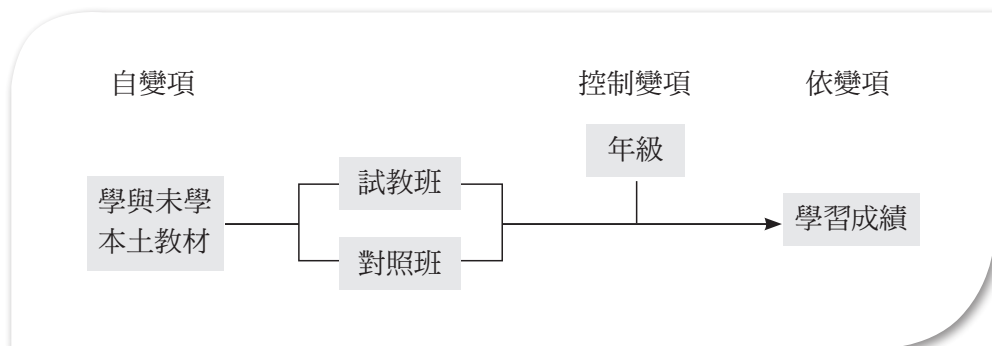 自變項
控制變項
依變項
年級
學與未學
本土教材
試教班
對照班
學習成績